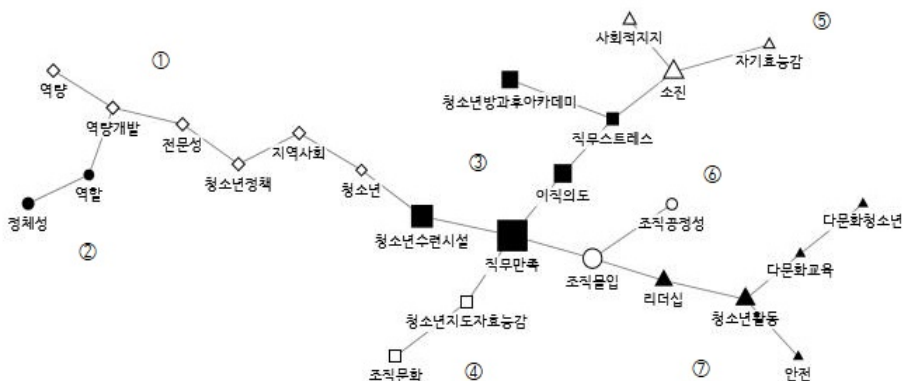 사회적지지
⑤
①
자기효능감
역량
소진
청소년방과후아카데미
역량개발
전문성
직무스트레스
지역사회
③
청소년정책
⑥
역할
청소년
이직의도
정체성
조직공정성
다문화청소년
②
청소년수련시설
직무만족
다문화교육
조직몰입
리더십
청소년활동
청소년지도자효능감
조직문화
④
⑦
안전